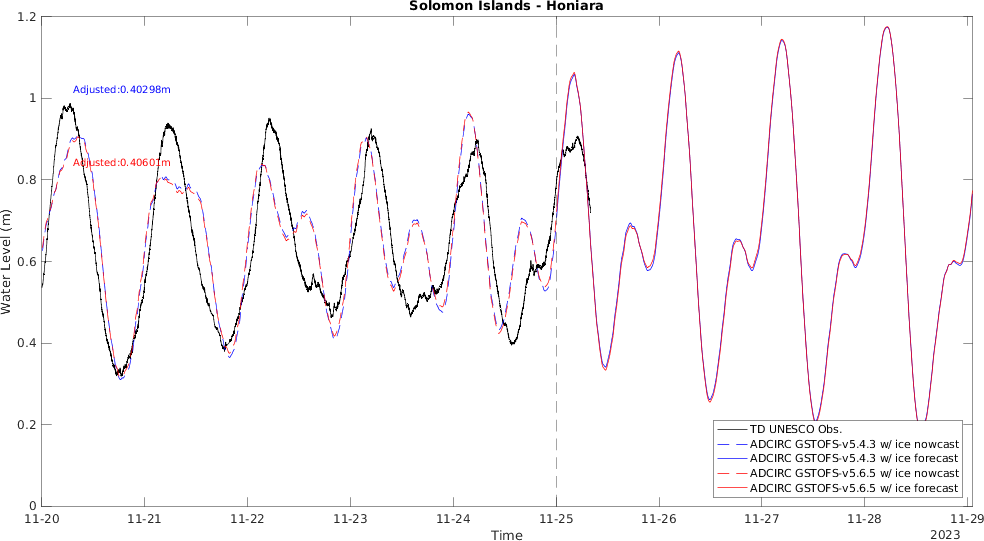 Solomon Islands - Honiara
Water Level (m)
1.2
1
0.8
0.6
0.4
0.2
0
Adjusted:0.40298m
Adjusted:0.40601m
TD UNESCO Obs.
ADCIRC GSTOFS-v5.4.3 w/ ice nowcast
ADCIRC GSTOFS-v5.4.3 w/ ice forecast
ADCIRC GSTOFS-v5.6.5 w/ ice nowcast
ADCIRC GSTOFS-v5.6.5 w/ ice forecast
11-20 11-21 11-22 11-23 11-24 11-25 11-26 11-27 11-28 11-29
Time
2023